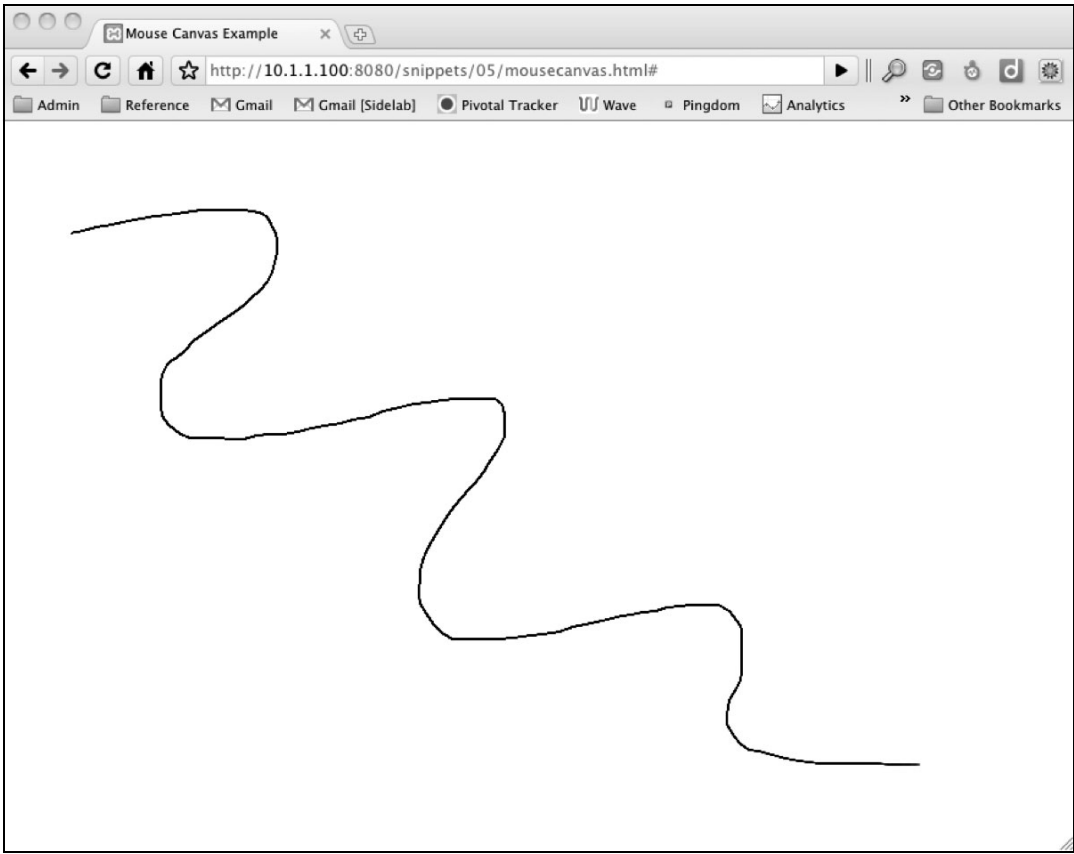 Mouse Canvas Example
http://10.1.1.100:8080/snippets/05/mousecanvas.html#
Admin Reference Gmail Gmail [Sidelab] Pivotal Tracker Wave Pingdom Analytics » Other Bookmarks